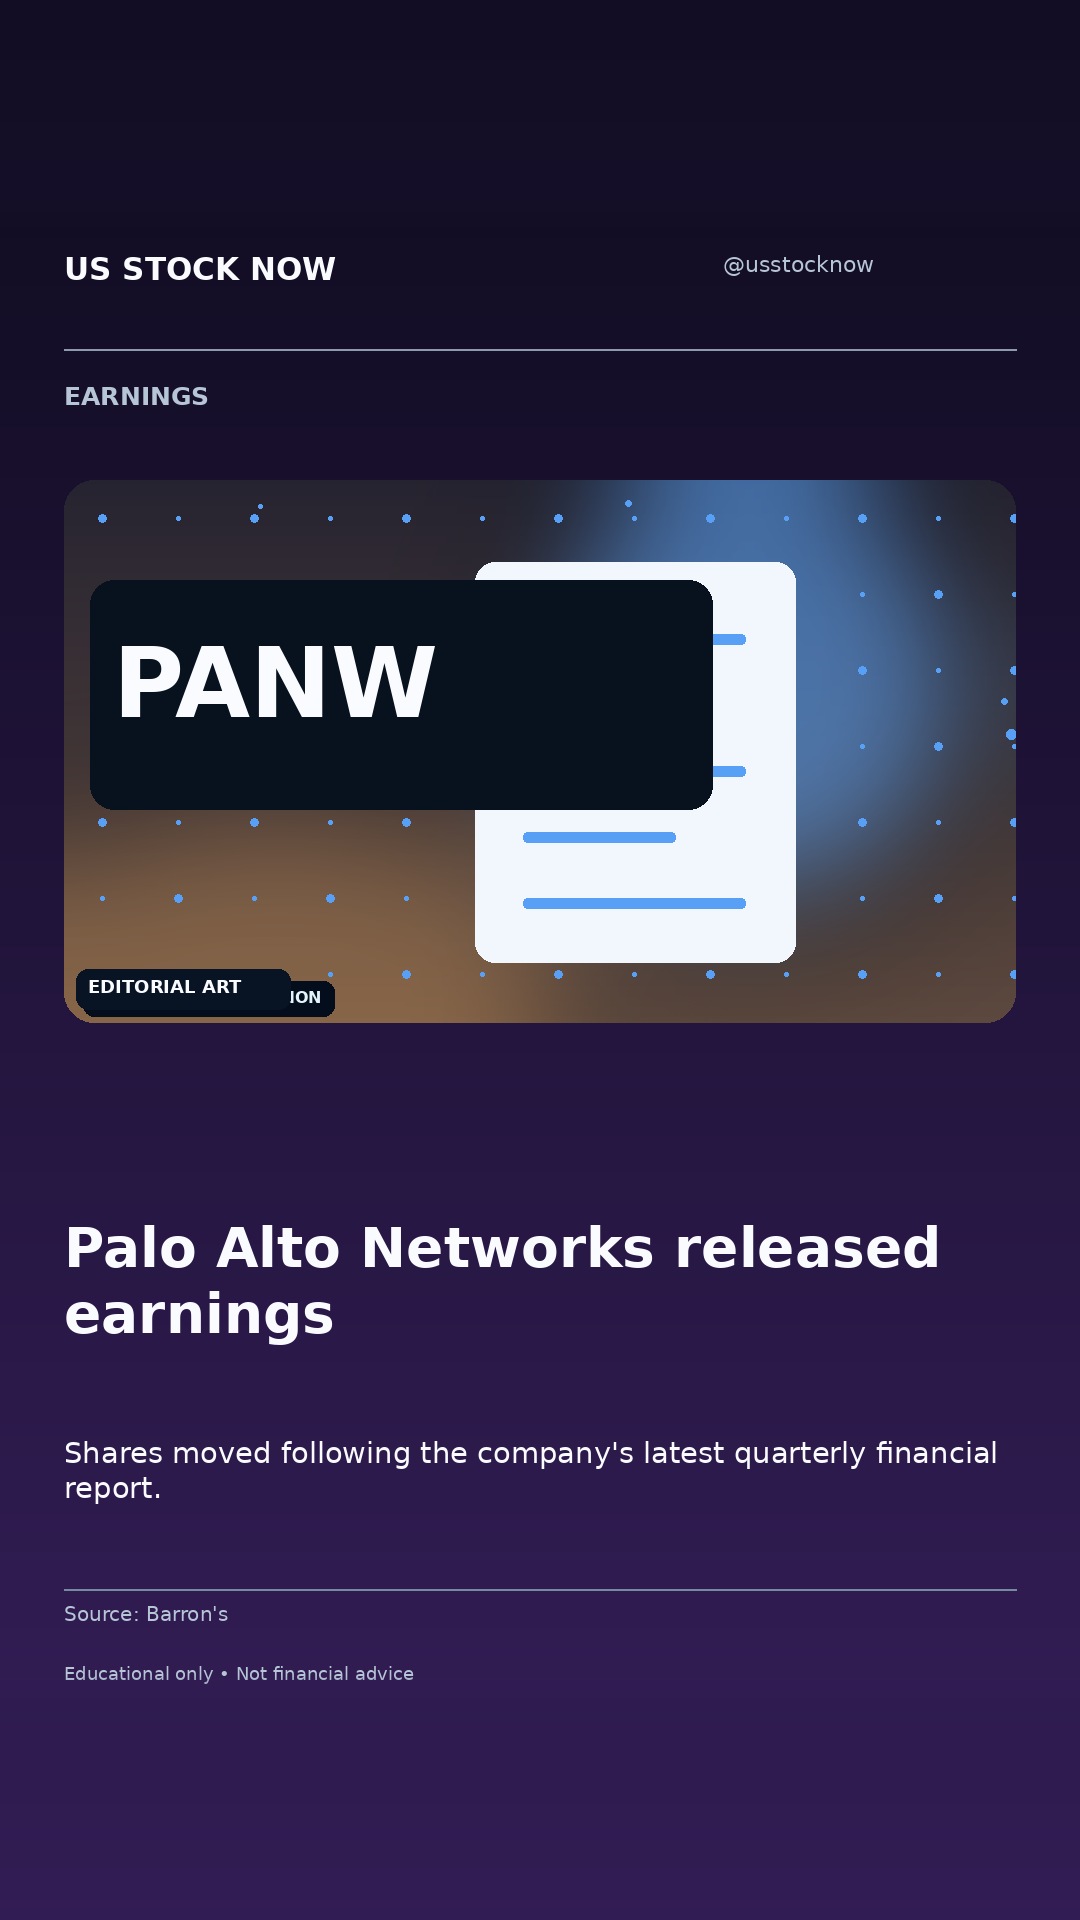 US STOCK NOW
@usstocknow
EARNINGS
PANW
EDITORIAL ART
Palo Alto Networks released
earnings
Shares moved following the company's latest quarterly financial
report.
Source: Barron's
Educational only • Not financial advice